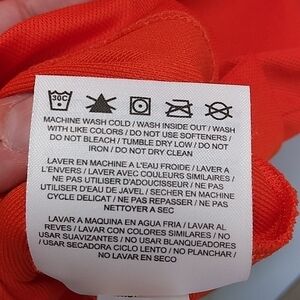 30C
MACHINE WASH COLD / WASH INSIDE OUT / WASH
WITH LIKE COLORS / DO NOT USE SOFTENERS /
DO NOT BLEACH / TUMBLE DRY LOW / DO NOT
IRON / DO NOT DRY CLEAN
LAVER EN MACHINE A L'EAU FROIDE / LAVER A
L'ENVERS / LAVER AVEC COULEURS SIMILAIRES /
NE PAS UTILISER D'ADOUCISSEUR / NE PAS
UTILISER D'EAU DE JAVEL / SECHER EN MACHINE
CYCLE DELICAT / NE PAS REPASSER / NE PAS
NETTOYER A SEC
LAVAR A MAQUINA EN AGUA FRIA / LAVAR AL
REVES / LAVAR CON COLORES SIMILARES / NO
USAR SUAVIZANTES / NO USAR BLANQUEADORES
/ USAR SECADO CICLO LENTO / NO PLANCHAR /
NO LAVAR EN SECO